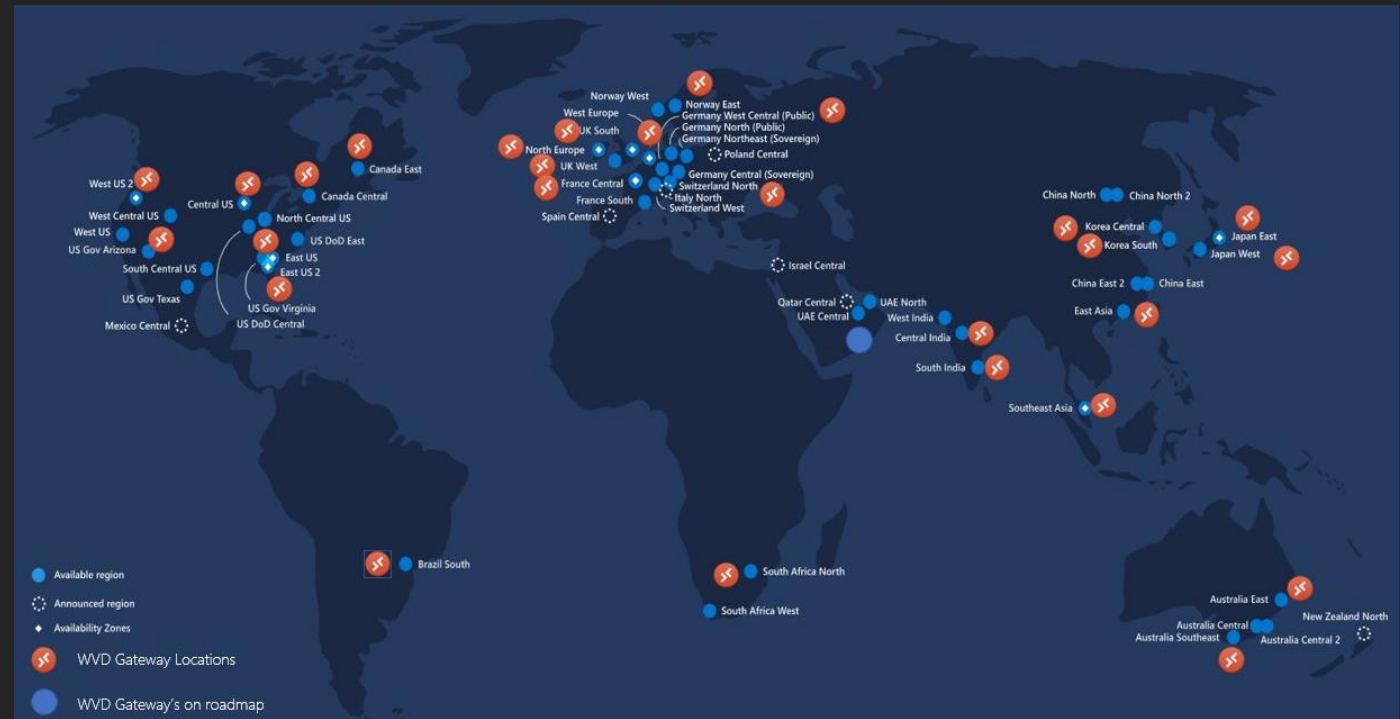 Norway West
Norway East
West Europe
Germany West Central (Public)
UK South
Germany North (Public)
Germany Northeast (Sovereign)
North Europe
Poland Central
UK West
Germany Central (Sovereign)
France Central
Switzerland North
Italy North
France South
Switzerland West
Spain Central
Canada East
West US 2
Canada Central
Central US
West Central US
North Central US
West US
US DoD East
US Gov Arizona
East US
South Central US
East US 2
US Gov Texas
US Gov Virginia
Mexico Central
US DoD Central
Israel Central
Qatar Central
UAE North
UAE Central
West India
Central India
South India
China North
China North 2
Korea Central
Japan East
Korea South
Japan West
China East 2
China East
East Asia
Southeast Asia
Brazil South
South Africa North
South Africa West
Australia East
New Zealand North
Australia Central
Australia Southeast
Australia Central 2
Available region
Announced region
Availability Zones
WVD Gateway Locations
WVD Gateway's on roadmap